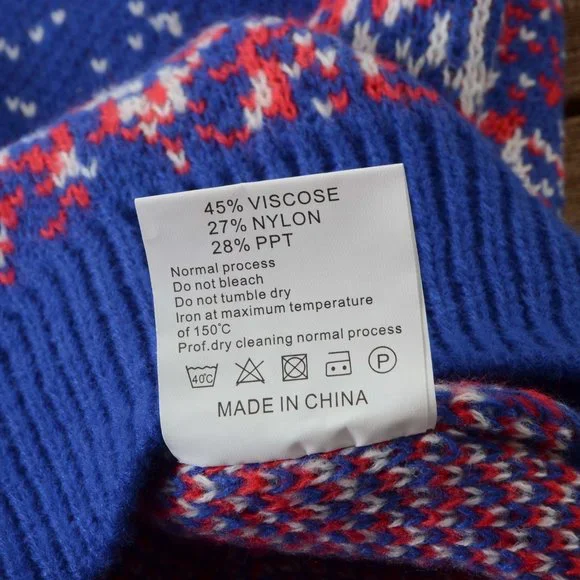 45% VISCOSE
27% NYLON
28% PPT
Normal process
Do not bleach
Do not tumble dry
Iron at maximum temperature
of 150°C
Prof.dry cleaning normal process
40°C P
MADE IN CHINA